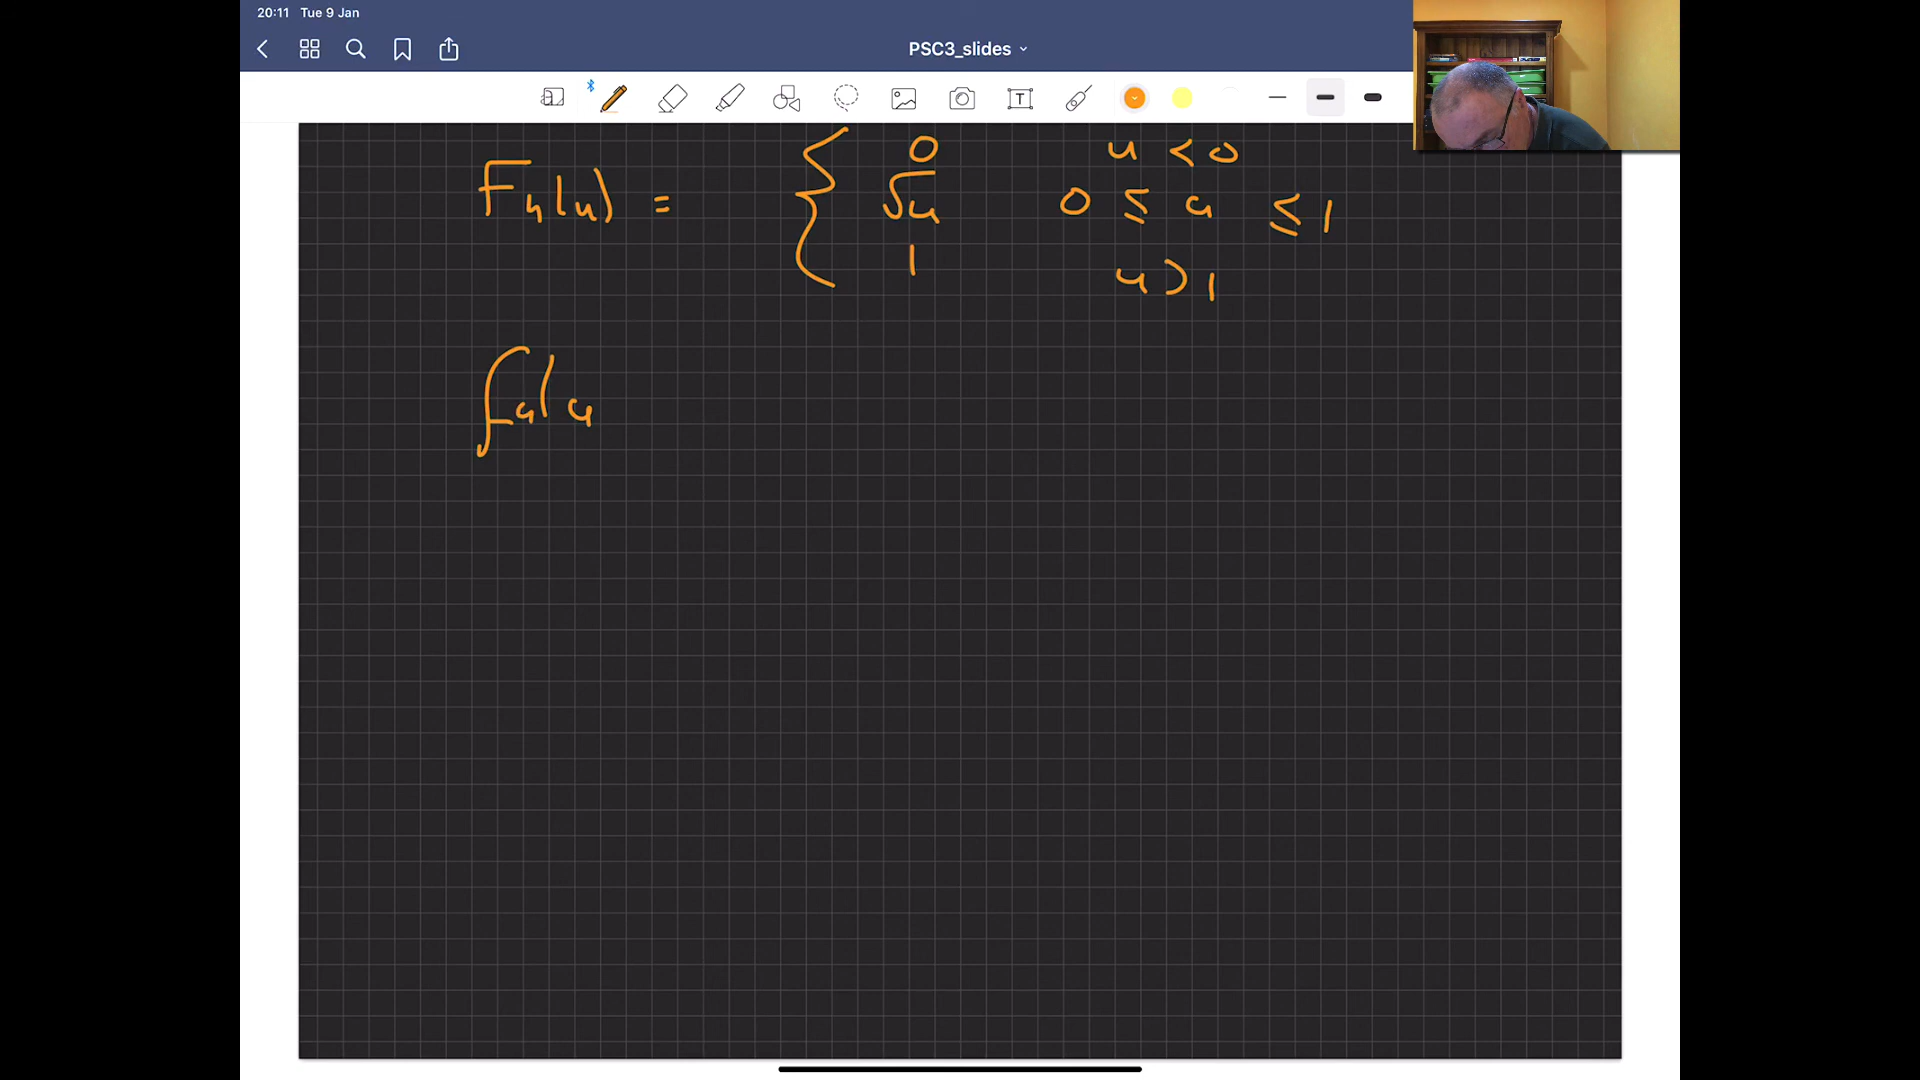 20:11 Tue 9 Jan
PSC3_slides
T
0 u < 0
F_u(u) = { √u 0 ≤ u ≤ 1
1 u > 1
f_u(u